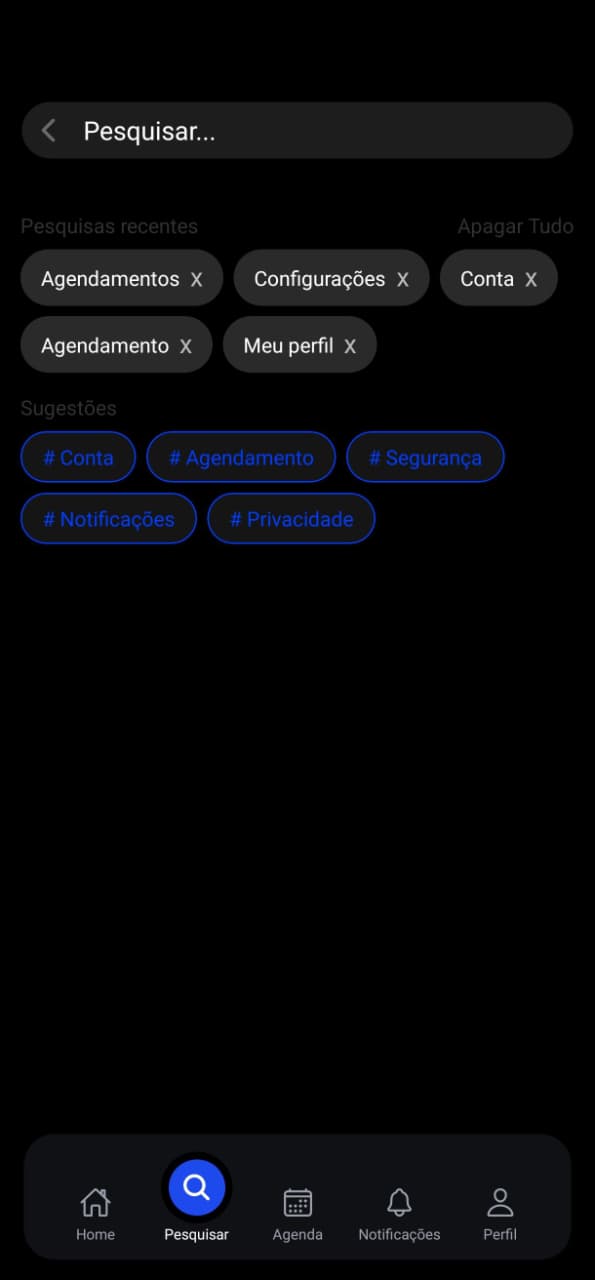 Pesquisar...
Pesquisas recentes Apagar Tudo
Agendamentos x Configurações x Conta x
Agendamento x Meu perfil x
Sugestões
# Conta # Agendamento # Segurança
# Notificações # Privacidade
Home Pesquisar Agenda Notificações Perfil